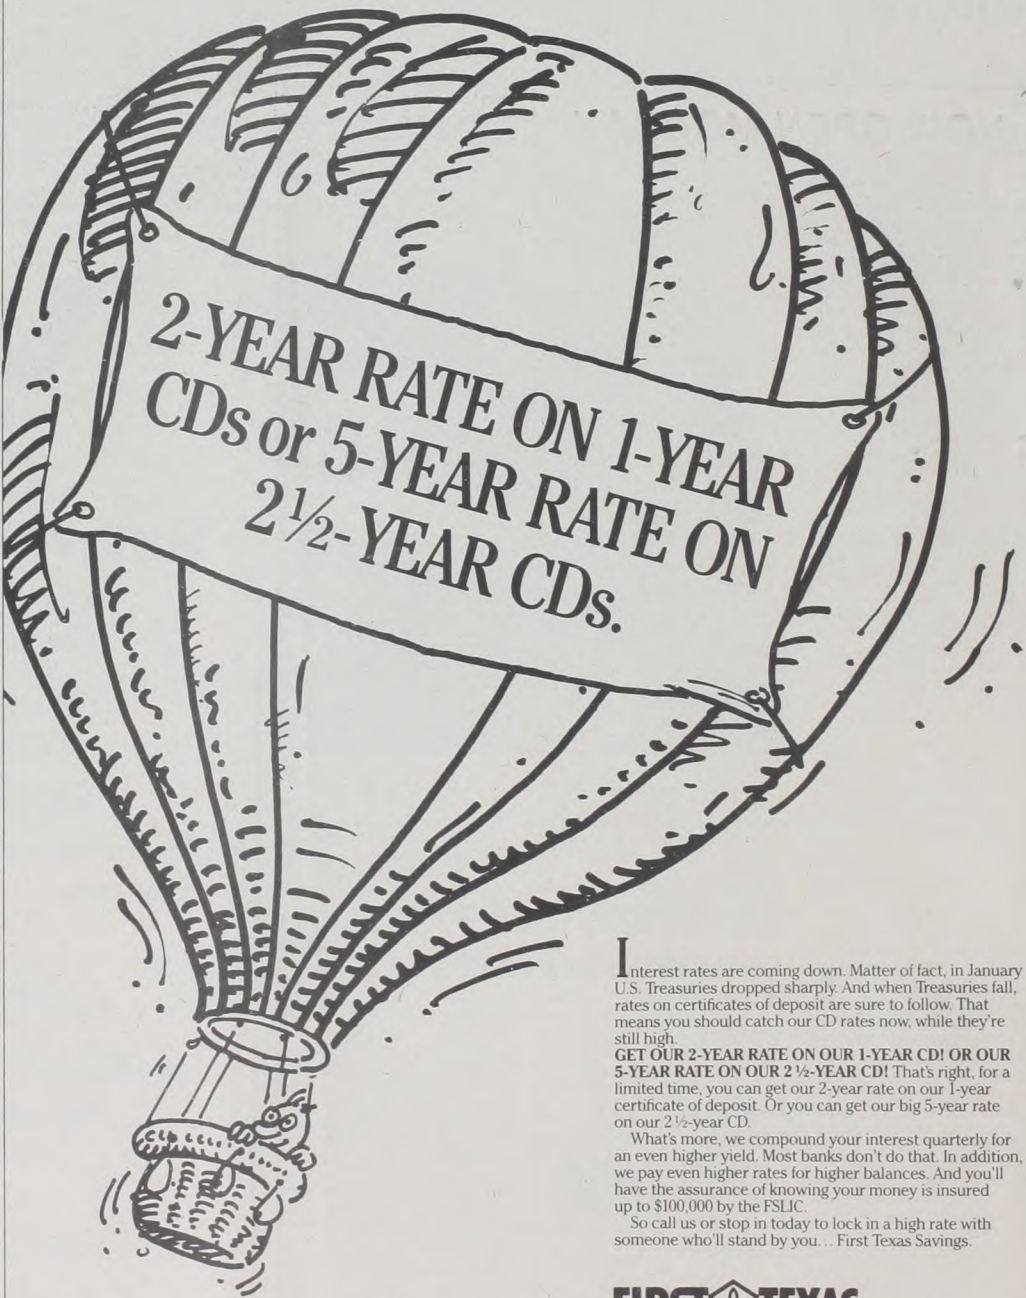 2-YEAR RATE ON 1-YEAR
CDs or 5-YEAR RATE ON
2½-YEAR CDs.
Interest rates are coming down. Matter of fact, in January
U.S. Treasuries dropped sharply. And when Treasuries fall,
rates on certificates of deposit are sure to follow. That
means you should catch our CD rates now, while they're
still high.
GET OUR 2-YEAR RATE ON OUR 1-YEAR CD! OR OUR
5-YEAR RATE ON OUR 2 ½-YEAR CD! That's right, for a
limited time, you can get our 2-year rate on our 1-year
certificate of deposit. Or you can get our big 5-year rate
on our 2 ½-year CD.
What's more, we compound your interest quarterly for
an even higher yield. Most banks don't do that. In addition,
we pay even higher rates for higher balances. And you'll
have the assurance of knowing your money is insured
up to $100,000 by the FSLIC.
So call us or stop in today to lock in a high rate with
someone who'll stand by you... First Texas Savings.
FIRST TEXAS